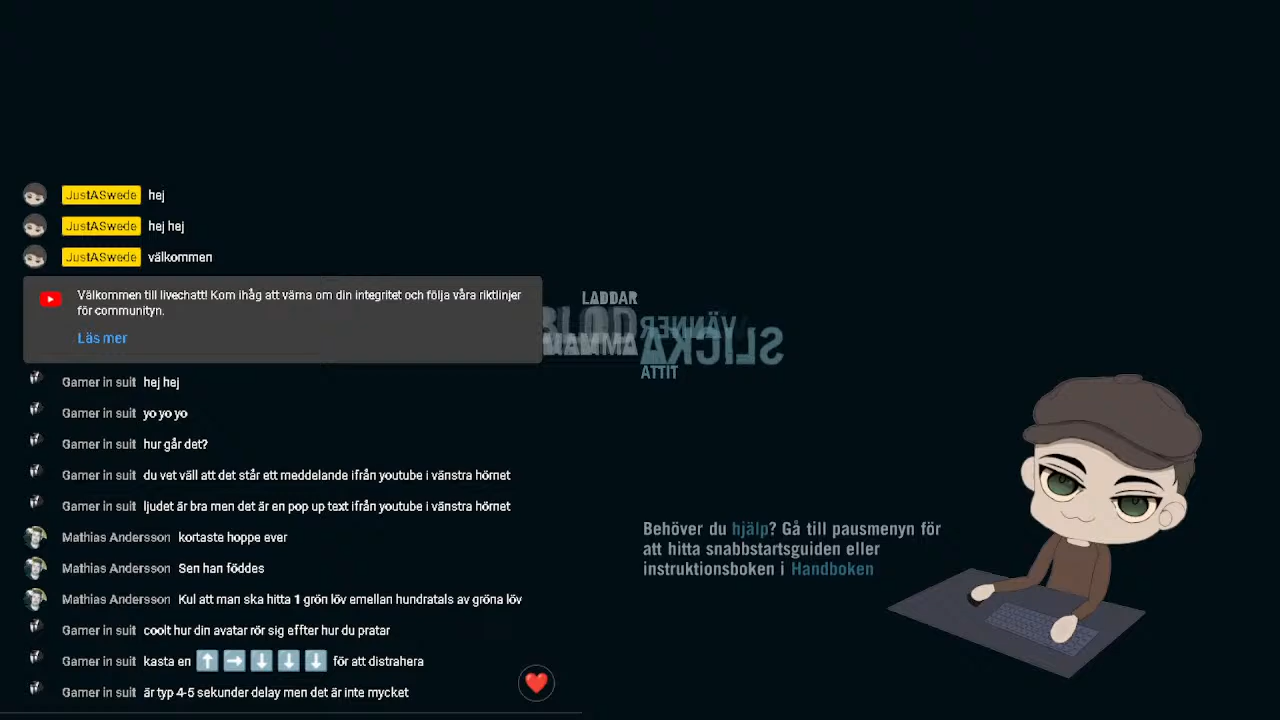 JustASwede hej
JustASwede hej hej
JustASwede välkommen
Välkommen till livechatt! Kom ihåg att värna om din integritet och följa våra riktlinjer
för communityn.
Läs mer
LADDAR
VÄNNER
SLICKA
MAMMA
ATTIT
Gamer in suit hej hej
Gamer in suit yo yo yo
Gamer in suit hur går det?
Gamer in suit du vet väll att det står ett meddelande ifrån youtube i vänstra hörnet
Gamer in suit ljudet är bra men det är en pop up text ifrån youtube i vänstra hörnet
Mathias Andersson kortaste hoppe ever
Mathias Andersson Sen han föddes
Mathias Andersson Kul att man ska hitta 1 grön löv emellan hundratals av gröna löv
Gamer in suit coolt hur din avatar rör sig effter hur du pratar
Gamer in suit kasta en ⬆️ ➡️ ⬇️ ⬇️ ⬇️ för att distrahera
Gamer in suit är typ 4-5 sekunder delay men det är inte mycket
Behöver du hjälp? Gå till pausmenyn för
att hitta snabbstartsguiden eller
instruktionsboken i Handboken